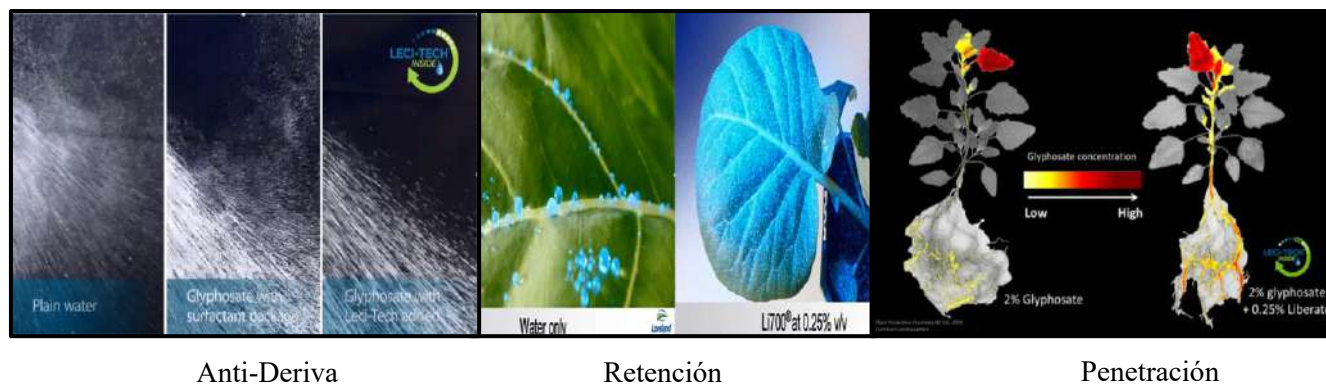 LECI-TECH
INSIDE
Plain water
Glyphosate with
surfactant package
Glyphosate with
Leci-Tech added
Water only
Loveland
Li700® at 0.25% v/v
Glyphosate concentration
Low
High
2% Glyphosate
LECI-TECH
INSIDE
2% glyphosate
+ 0.25% Liberate
Anti-Deriva
Retención
Penetración